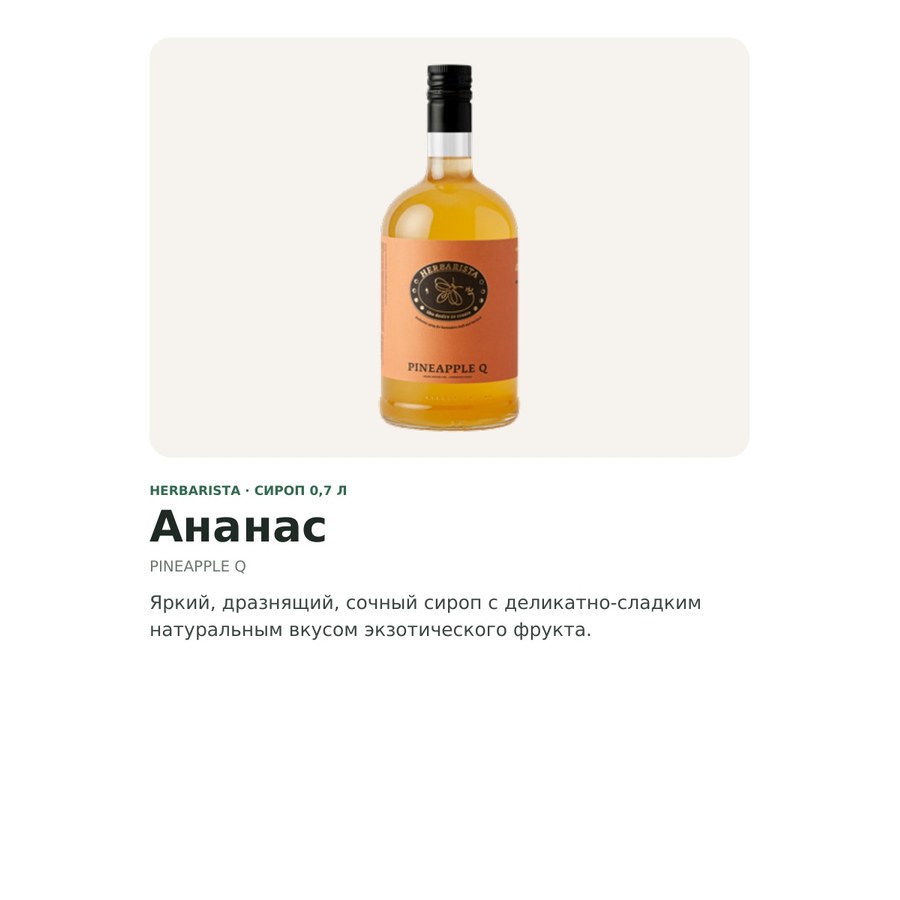 HERBARISTA
PINEAPPLE Q
HERBARISTA · СИРОП 0,7 Л
Ананас
PINEAPPLE Q
Яркий, дразнящий, сочный сироп с деликатно-сладким
натуральным вкусом экзотического фрукта.